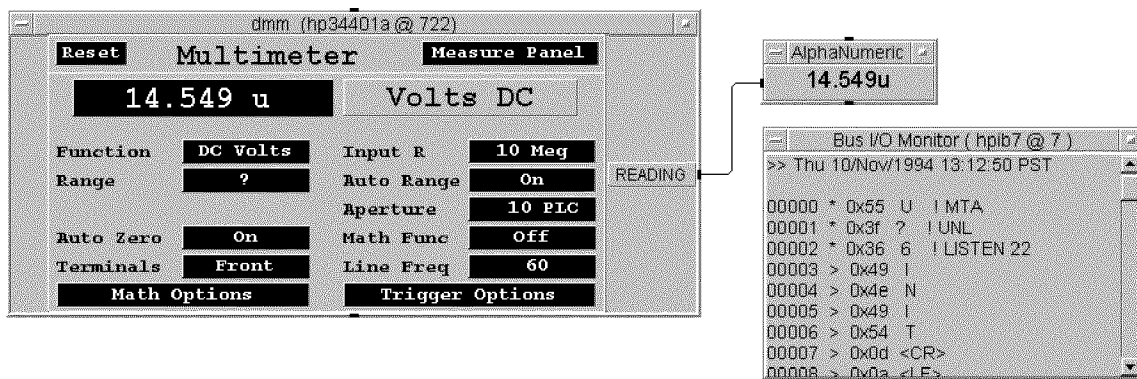 dmm (hp34401a @ 722)
Reset Multimeter Measure Panel
14.549 u Volts DC
Function DC Volts Input R 10 Meg
Range ? Auto Range On
Aperture 10 PLC
Auto Zero On Math Func Off
Terminals Front Line Freq 60
Math Options Trigger Options
READING
AlphaNumeric
14.549u
Bus I/O Monitor ( hpib7 @ 7 )
>> Thu 10/Nov/1994 13:12:50 PST
00000 * 0x55 U ! MTA
00001 * 0x3f ? ! UNL
00002 * 0x36 6 ! LISTEN 22
00003 > 0x49 I
00004 > 0x4e N
00005 > 0x49 I
00006 > 0x54 T
00007 > 0x0d <CR>
00008 > 0x0a <LF>